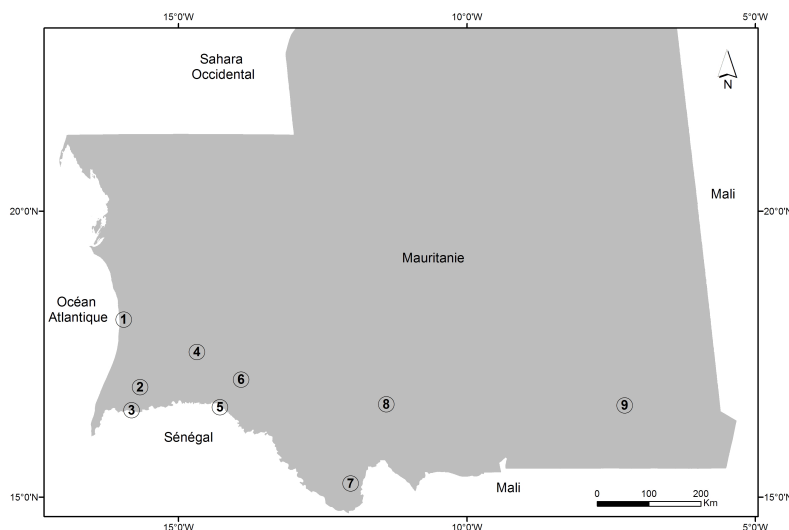 15°0'W 10°0'W 5°0'W
Sahara
Occidental
N
Mali
20°0'N 20°0'N
Mauritanie
Océan
Atlantique
1
4
6
2
8
9
3
5
Sénégal
7
Mali
0 100 200
Km
15°0'N 15°0'N
15°0'W 10°0'W 5°0'W